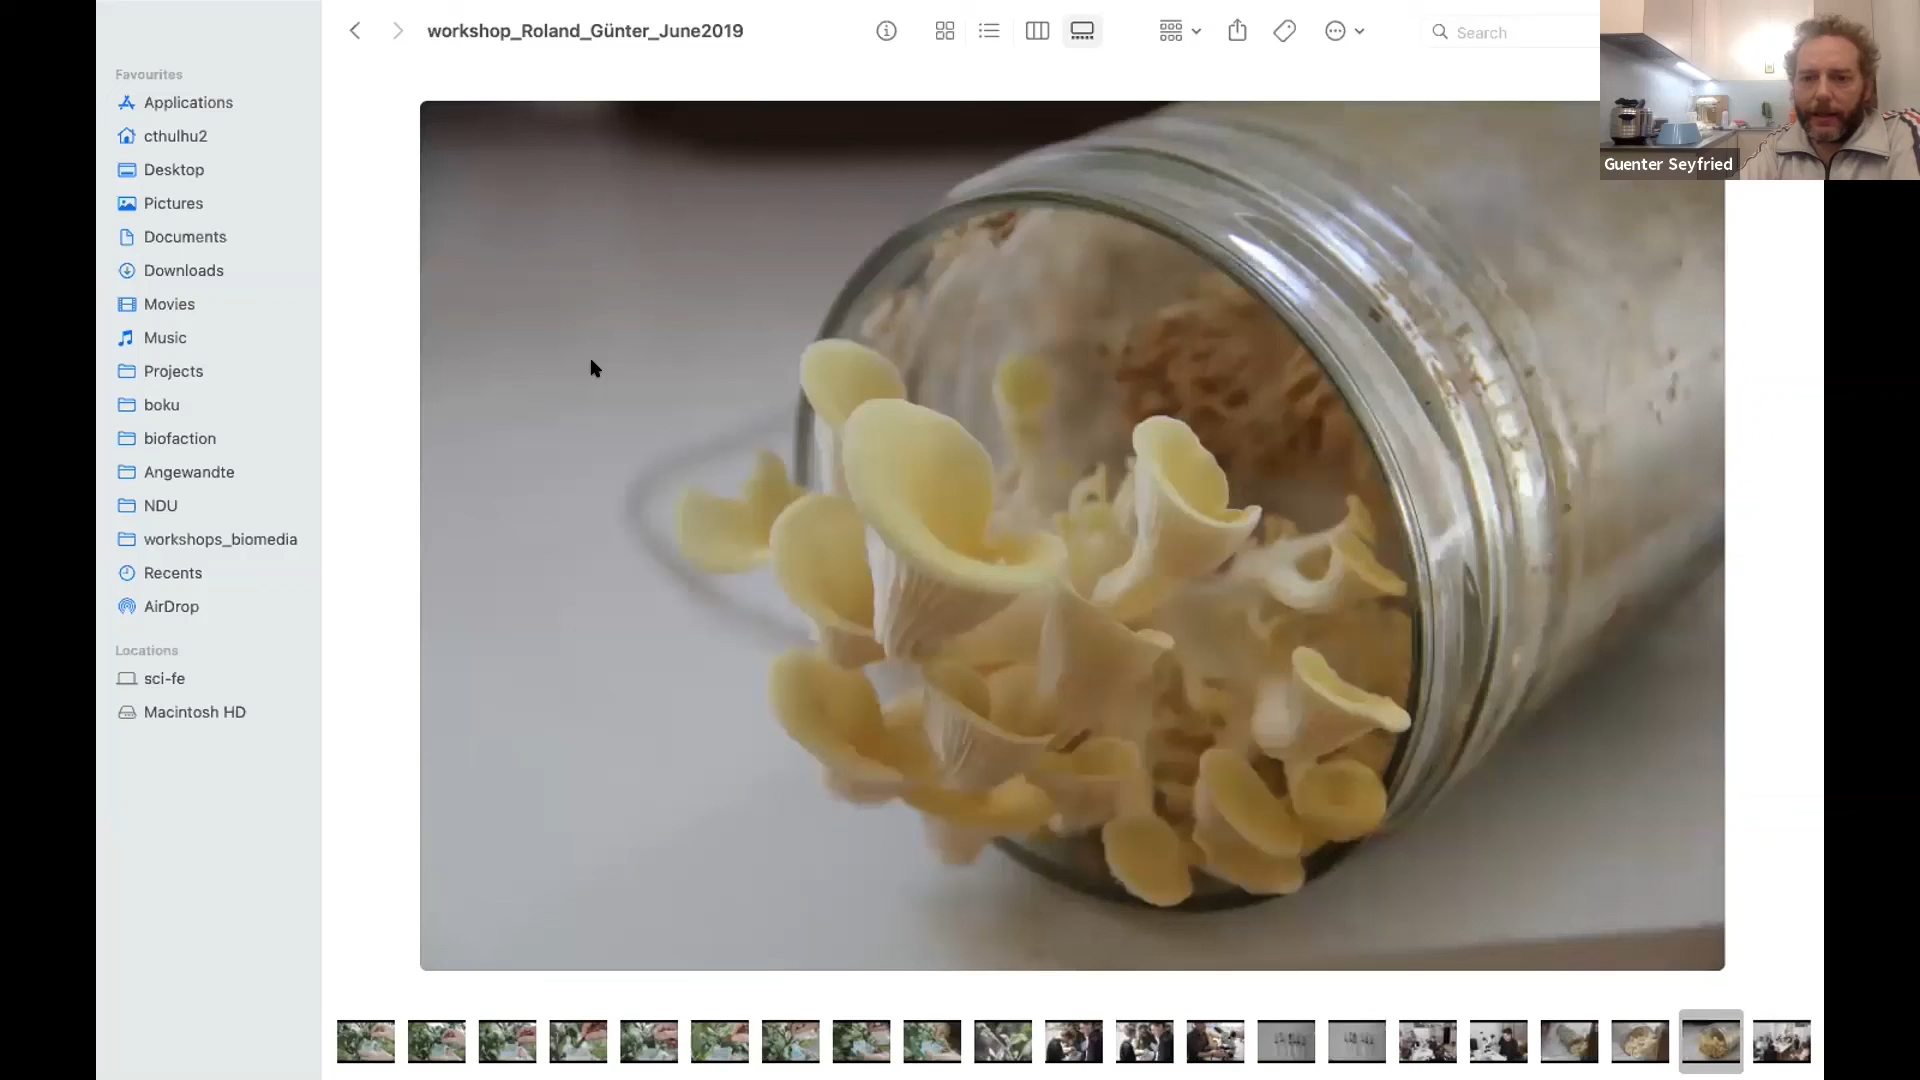 workshop_Roland_Günter_June2019
Search
Favourites
Applications
cthulhu2
Desktop
Pictures
Documents
Downloads
Movies
Music
Projects
boku
biofaction
Angewandte
NDU
workshops_biomedia
Recents
AirDrop
Locations
sci-fe
Macintosh HD
Guenter Seyfried